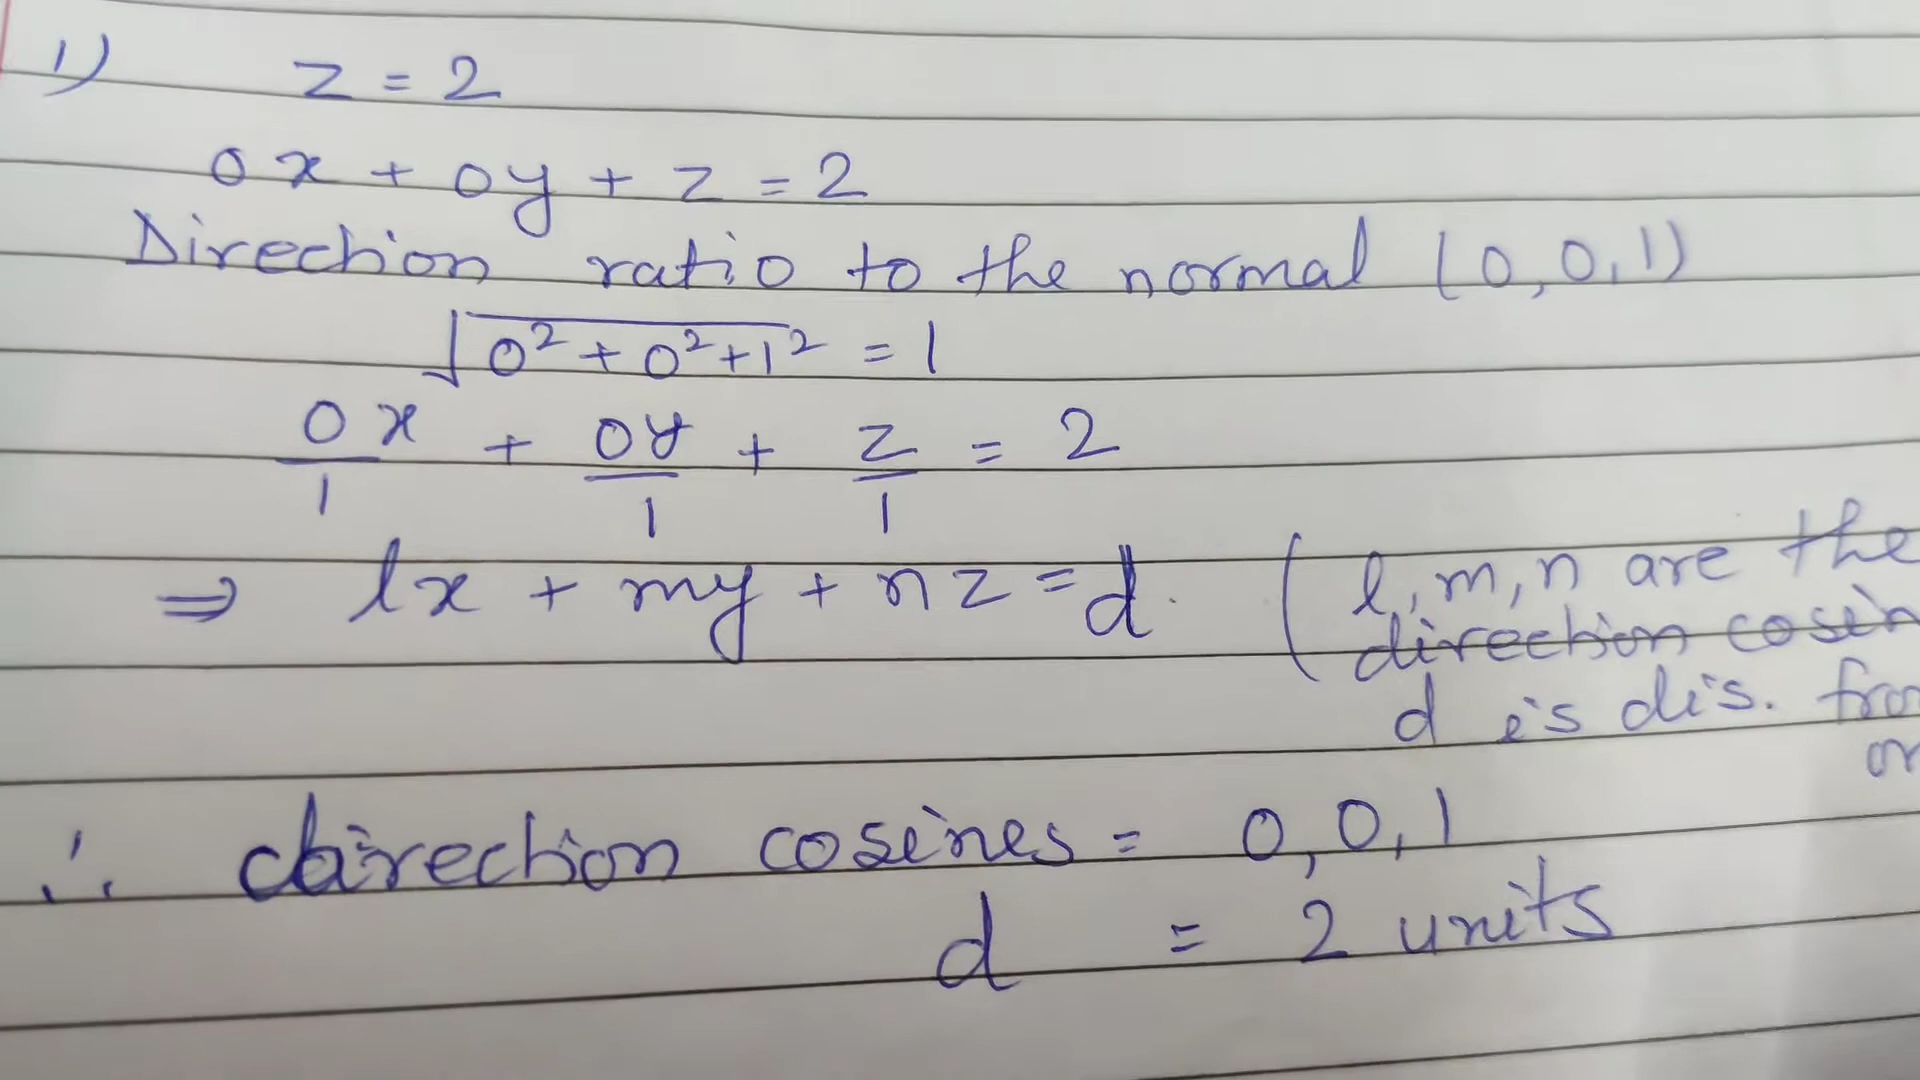 1) z = 2
0x + 0y + z = 2
Direction ratio to the normal (0,0,1)
√0² + 0² + 1² = 1
0x/1 + 0y/1 + z/1 = 2
⇒ lx + my + nz = d. (l, m, n are the
direction cosin
d is dis. fro
or
∴ direction cosines = 0, 0, 1
d = 2 units